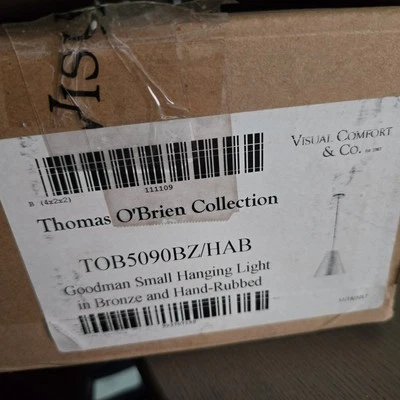 VISU
VISUAL COMFORT
& CO.
B (4x2x2)
111109
Thomas O'Brien Collection
TOB5090BZ/HAB
Goodman Small Hanging Light
in Bronze and Hand-Rubbed